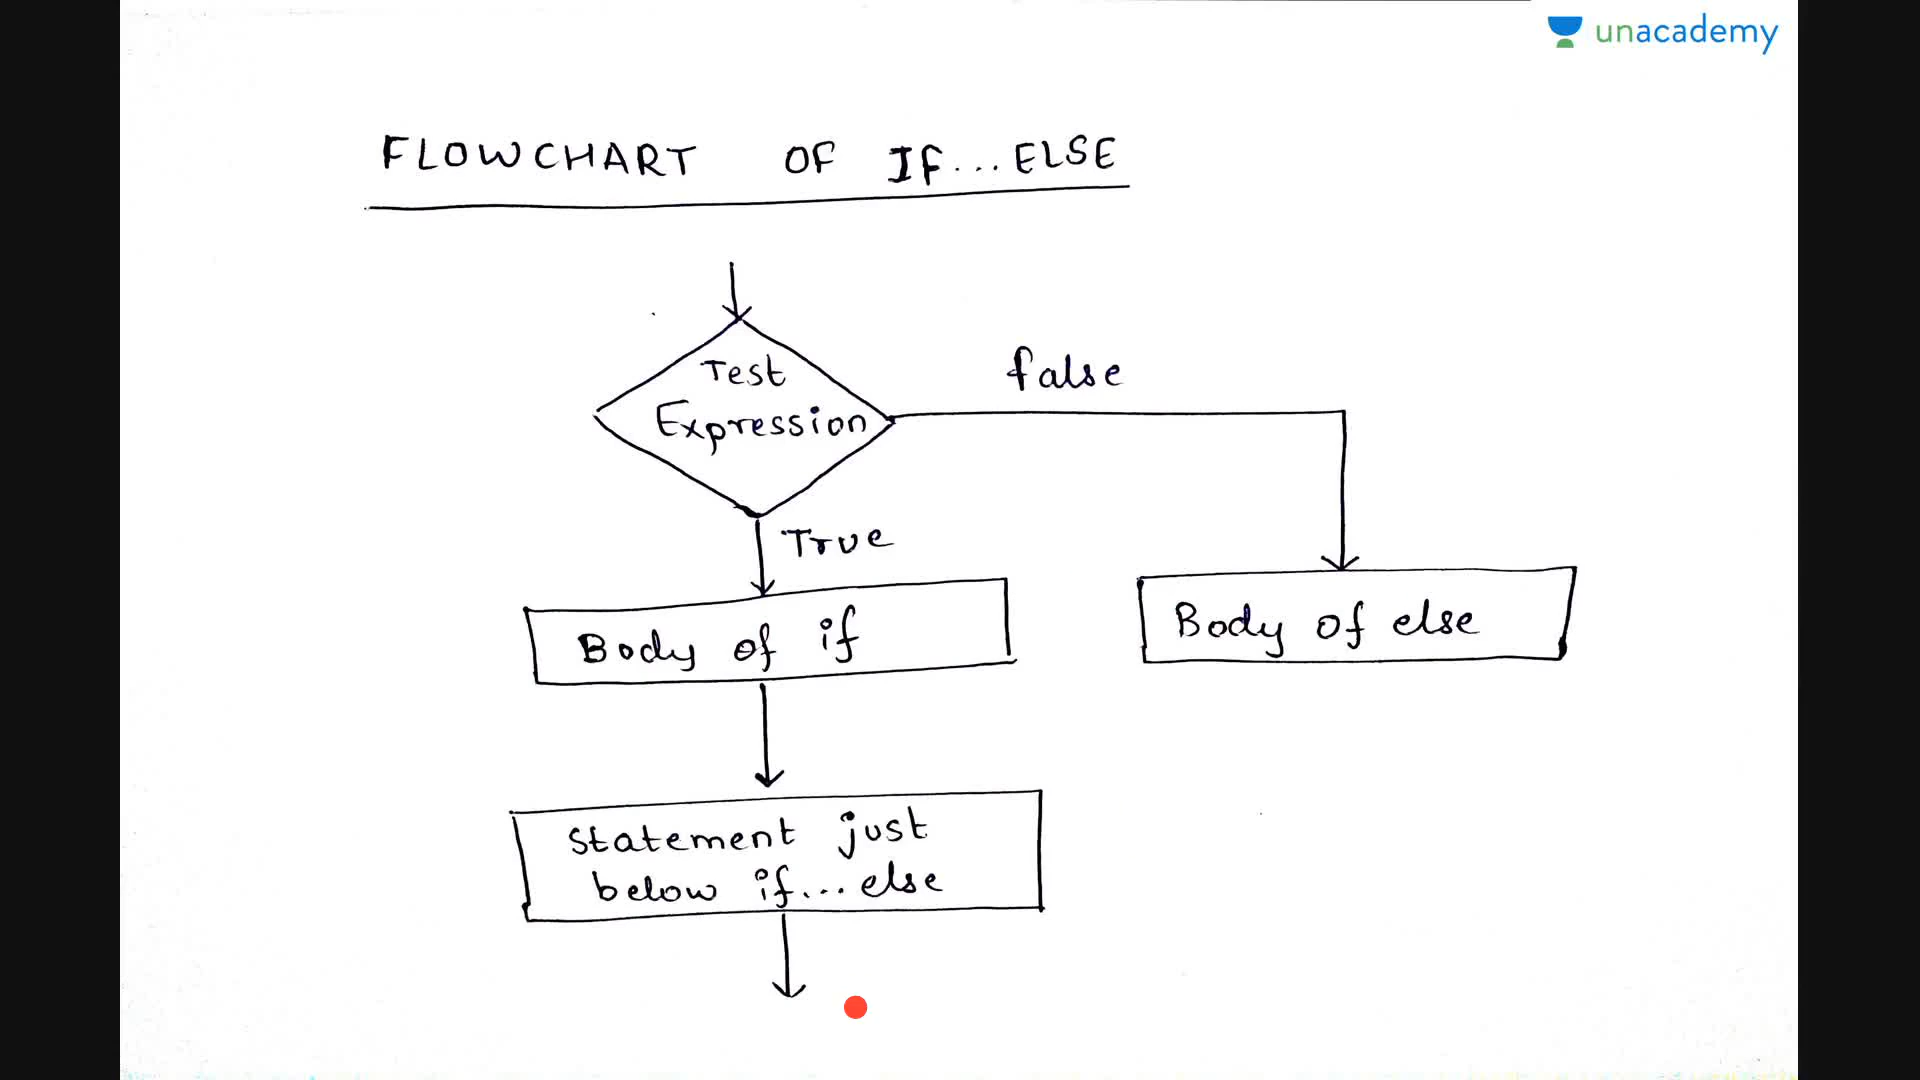 unacademy
FLOWCHART OF IF...ELSE
Test
Expression
false
True
Body of if
Body of else
statement just
below if...else